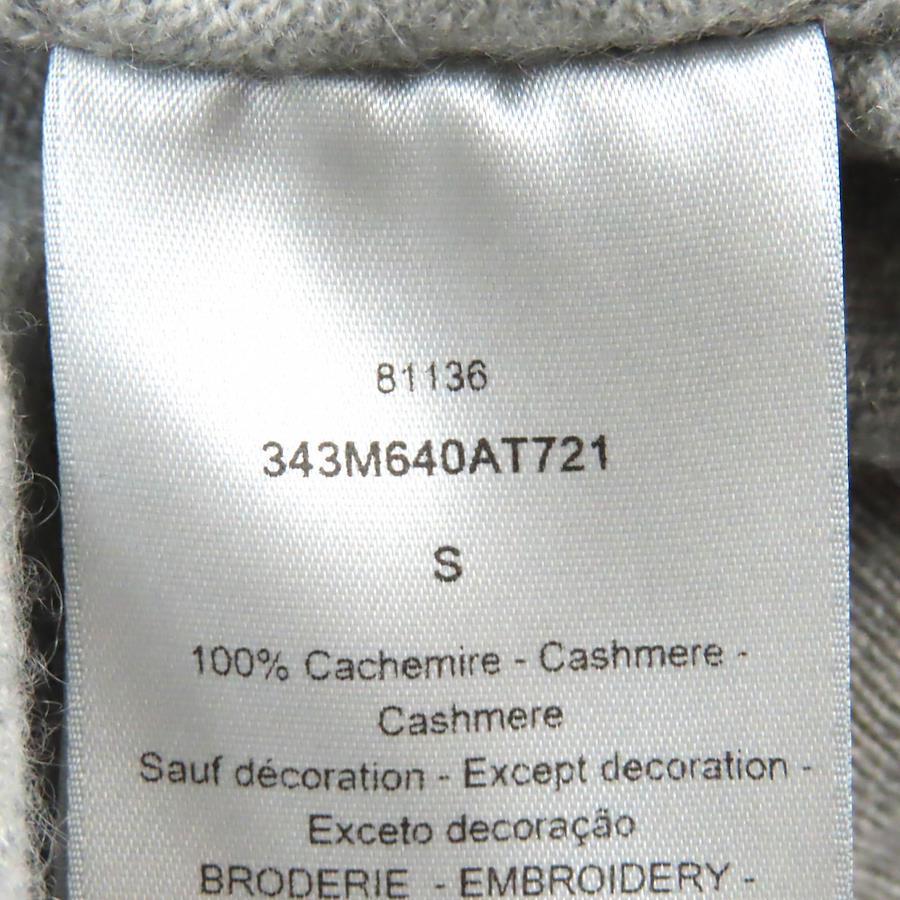 81136
343M640AT721
S
100% Cachemire - Cashmere -
Cashmere
Sauf décoration - Except decoration -
Exceto decoração
BRODERIE - EMBROIDERY -